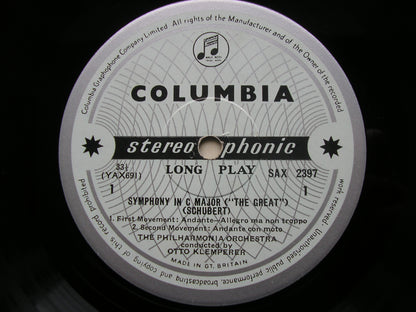 Columbia Graphophone Company Limited. All rights of the Manufacturer and of the Owner of the recorded
work reserved. Unauthorised public performance, broadcasting and copying of this record prohibited
COLUMBIA
stereo phonic
33⅓ LONG PLAY SAX 2397
(YAX691)
1 1
SYMPHONY IN C MAJOR ("THE GREAT")
(SCHUBERT)
1. First Movement: Andante—Allegro ma non troppo
2. Second Movement: Andante con moto
THE PHILHARMONIA ORCHESTRA
conducted by
OTTO KLEMPERER
MADE IN GT. BRITAIN